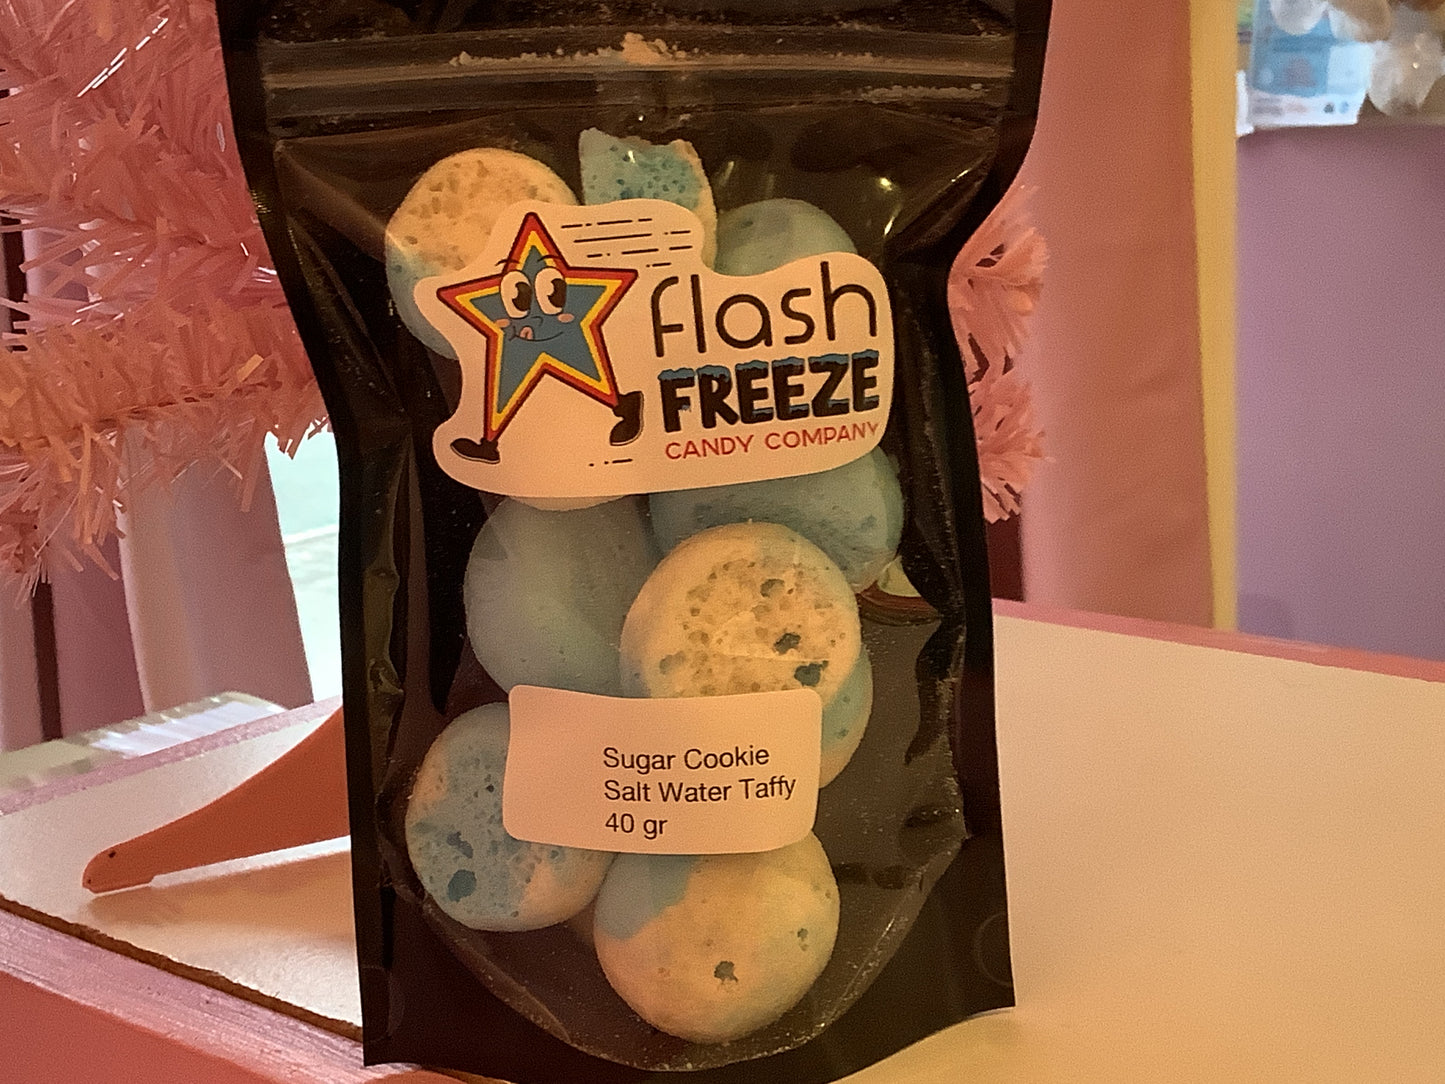 flash
FREEZE
CANDY COMPANY
Sugar Cookie
Salt Water Taffy
40 gr